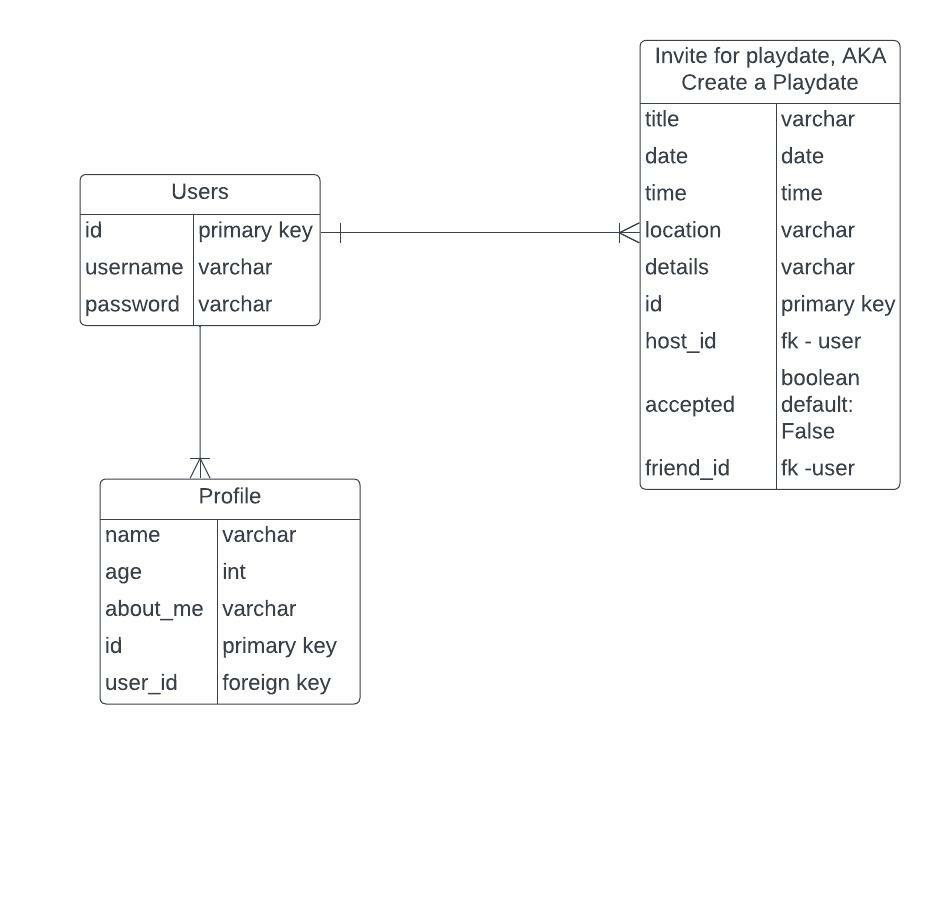 Invite for playdate, AKA
Create a Playdate
title varchar
date date
time time
location varchar
details varchar
id primary key
host_id fk - user
accepted boolean
default:
False
friend_id fk -user
Users
id primary key
username varchar
password varchar
Profile
name varchar
age int
about_me varchar
id primary key
user_id foreign key